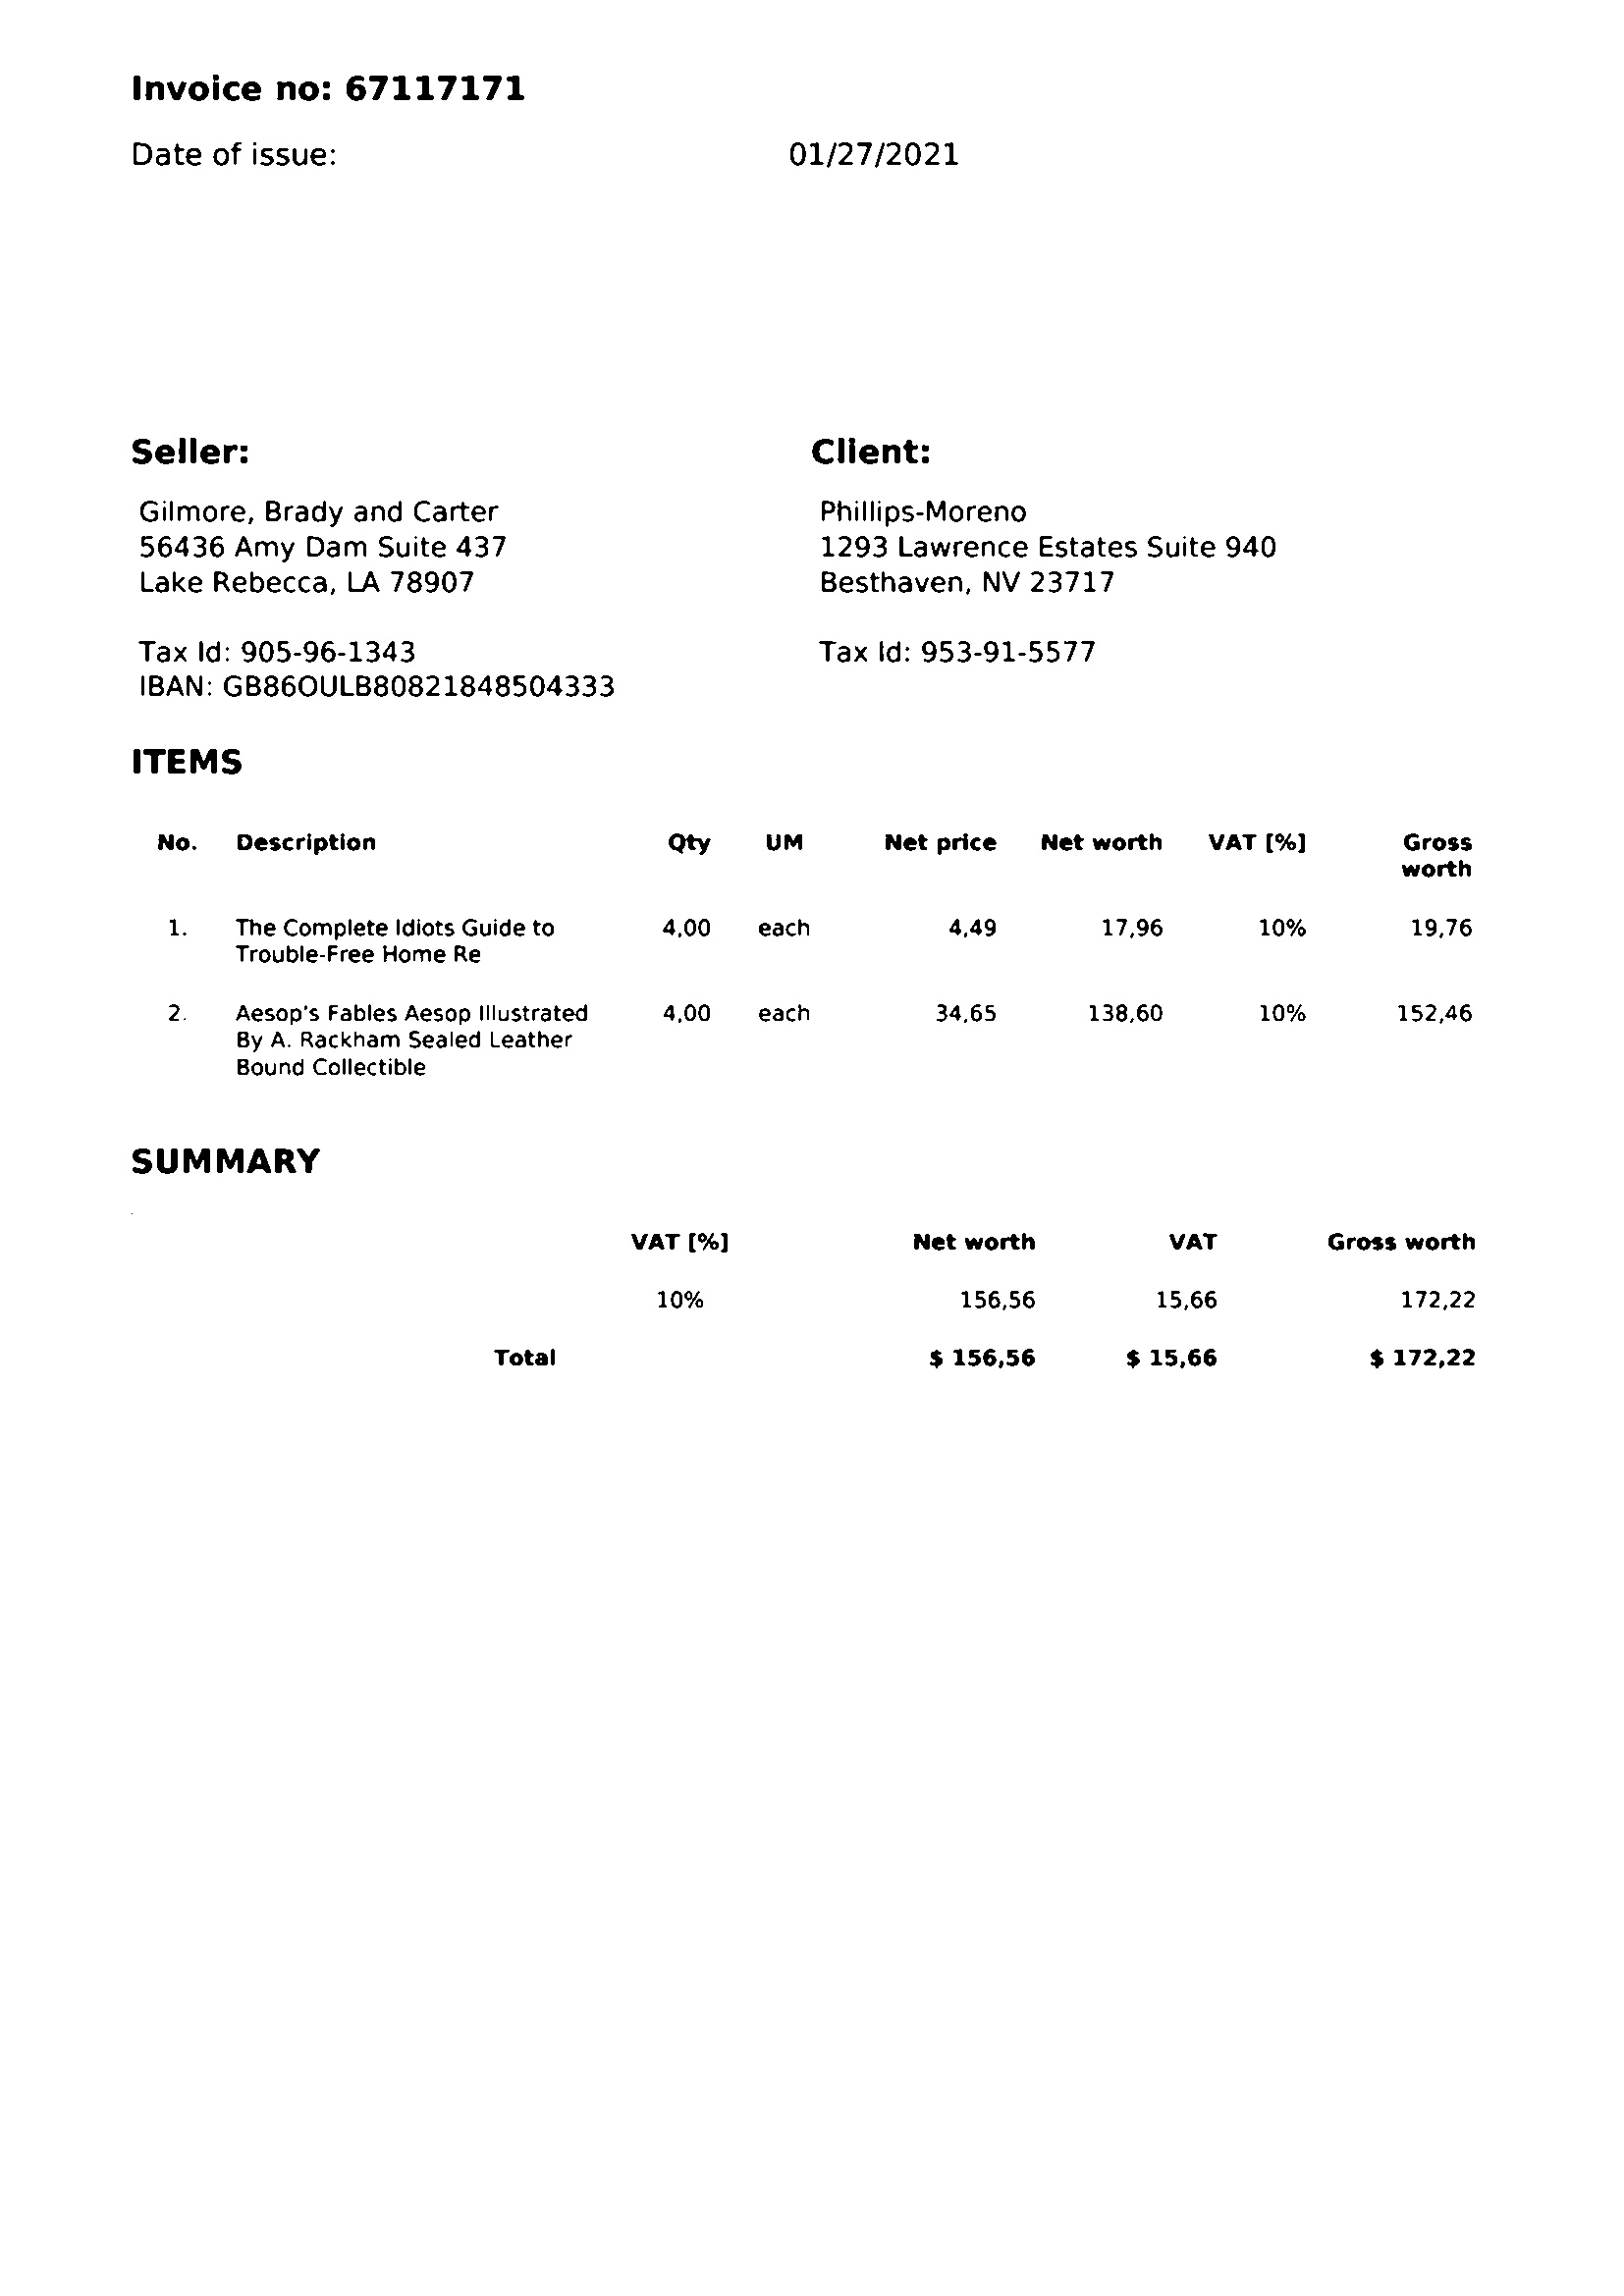 Invoice no: 67117171
Date of issue: 01/27/2021
Seller: Client:
Gilmore, Brady and Carter Phillips-Moreno
56436 Amy Dam Suite 437 1293 Lawrence Estates Suite 940
Lake Rebecca, LA 78907 Besthaven, NV 23717
Tax Id: 905-96-1343 Tax Id: 953-91-5577
IBAN: GB86OULB80821848504333
ITEMS
No. Description Qty UM Net price Net worth VAT [%] Gross
worth
1. The Complete Idiots Guide to 4,00 each 4,49 17,96 10% 19,76
Trouble-Free Home Re
2. Aesop's Fables Aesop Illustrated 4,00 each 34,65 138,60 10% 152,46
By A. Rackham Sealed Leather
Bound Collectible
SUMMARY
VAT [%] Net worth VAT Gross worth
10% 156,56 15,66 172,22
Total $ 156,56 $ 15,66 $ 172,22